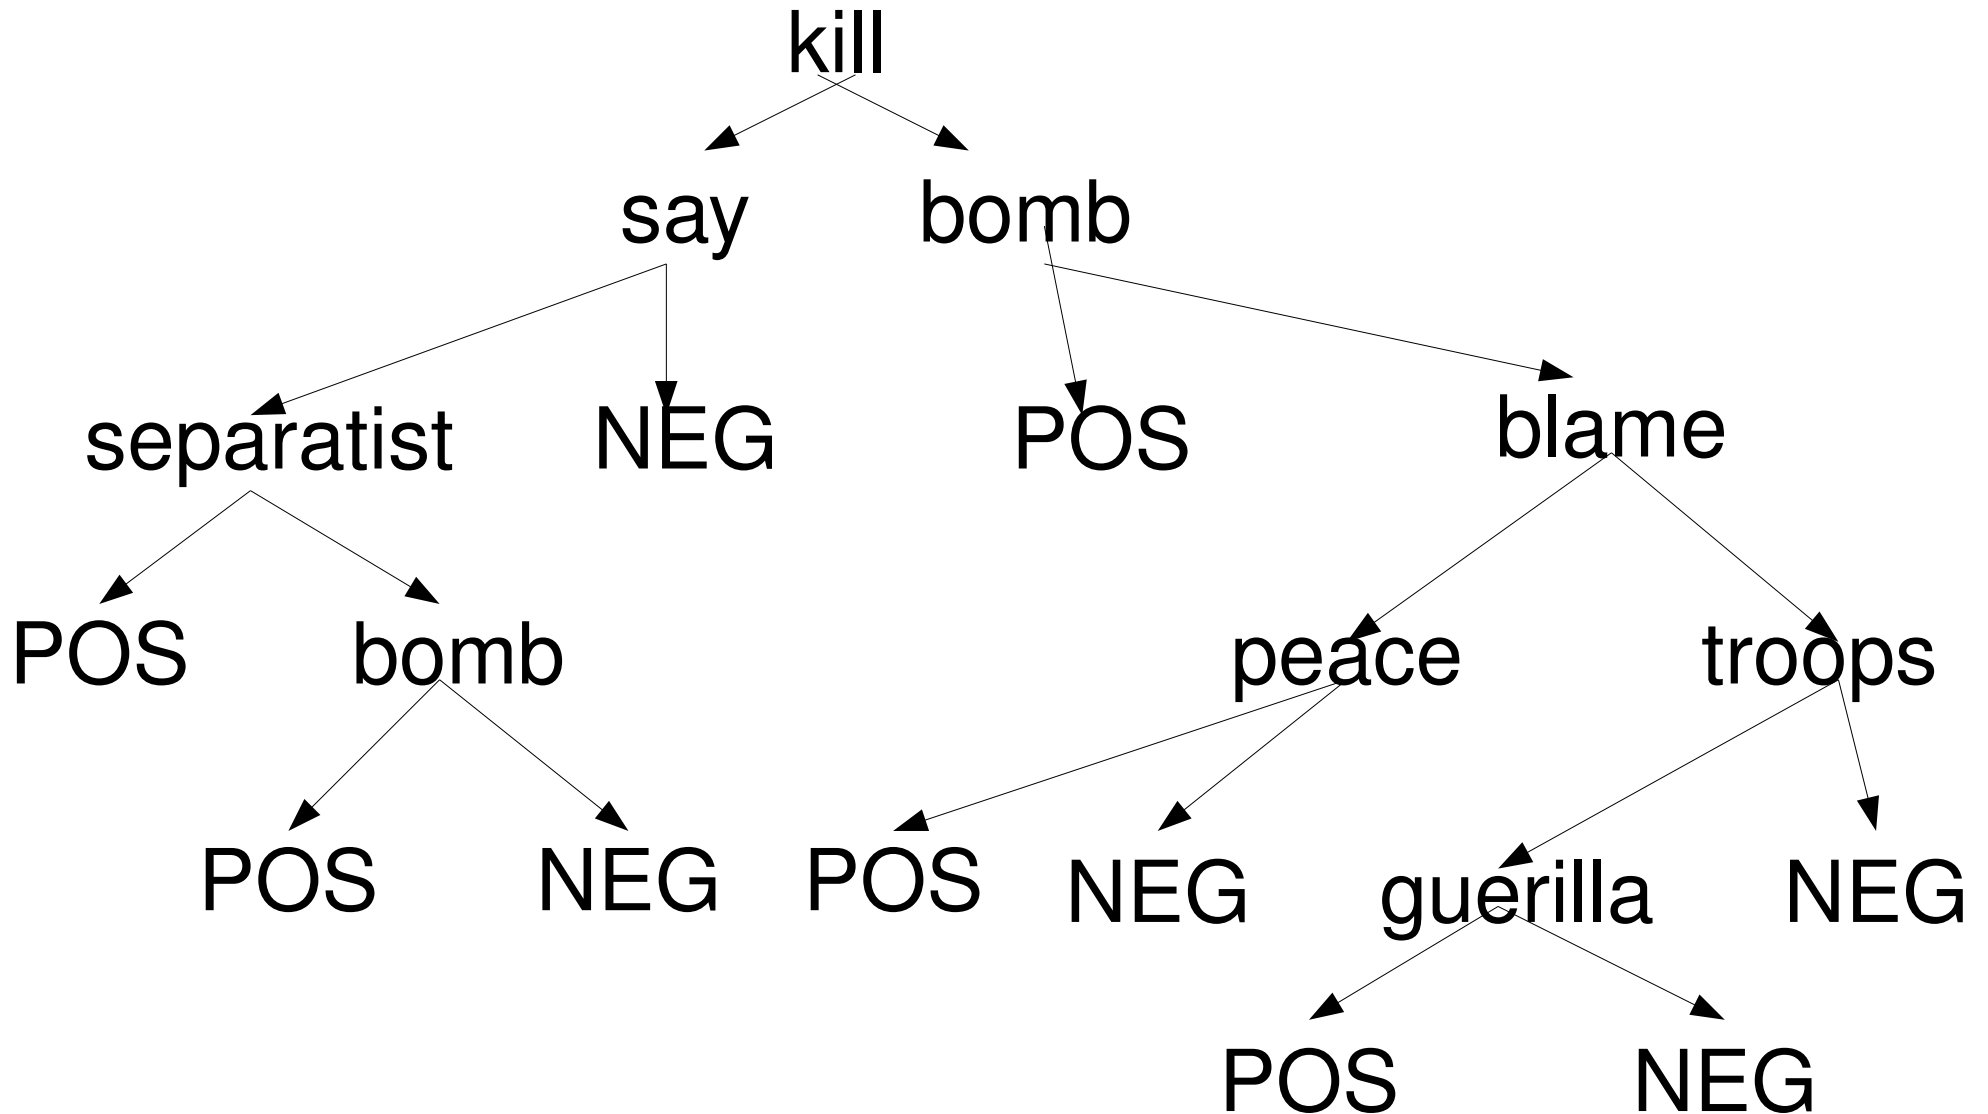 kill
say bomb
separatist NEG POS blame
POS bomb peace troops
POS NEG POS NEG guerilla NEG
POS NEG